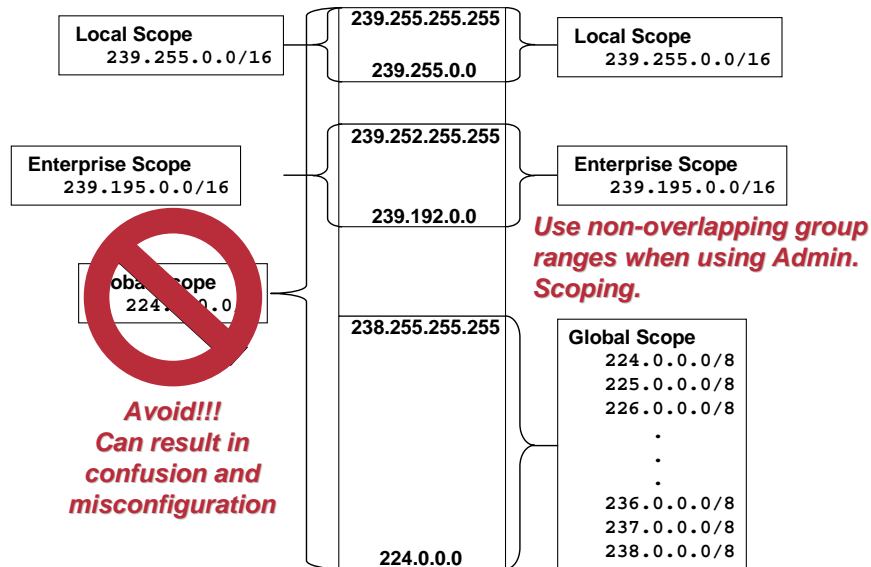 239.255.255.255
Local Scope
239.255.0.0/16
Local Scope
239.255.0.0/16
239.255.0.0
239.252.255.255
Enterprise Scope
239.195.0.0/16
Enterprise Scope
239.195.0.0/16
239.192.0.0
Use non-overlapping group
ranges when using Admin.
Scoping.
224.
238.255.255.255
Global Scope
224.0.0.0/8
225.0.0.0/8
226.0.0.0/8
.
.
.
236.0.0.0/8
237.0.0.0/8
238.0.0.0/8
Avoid!!!
Can result in
confusion and
misconfiguration
224.0.0.0